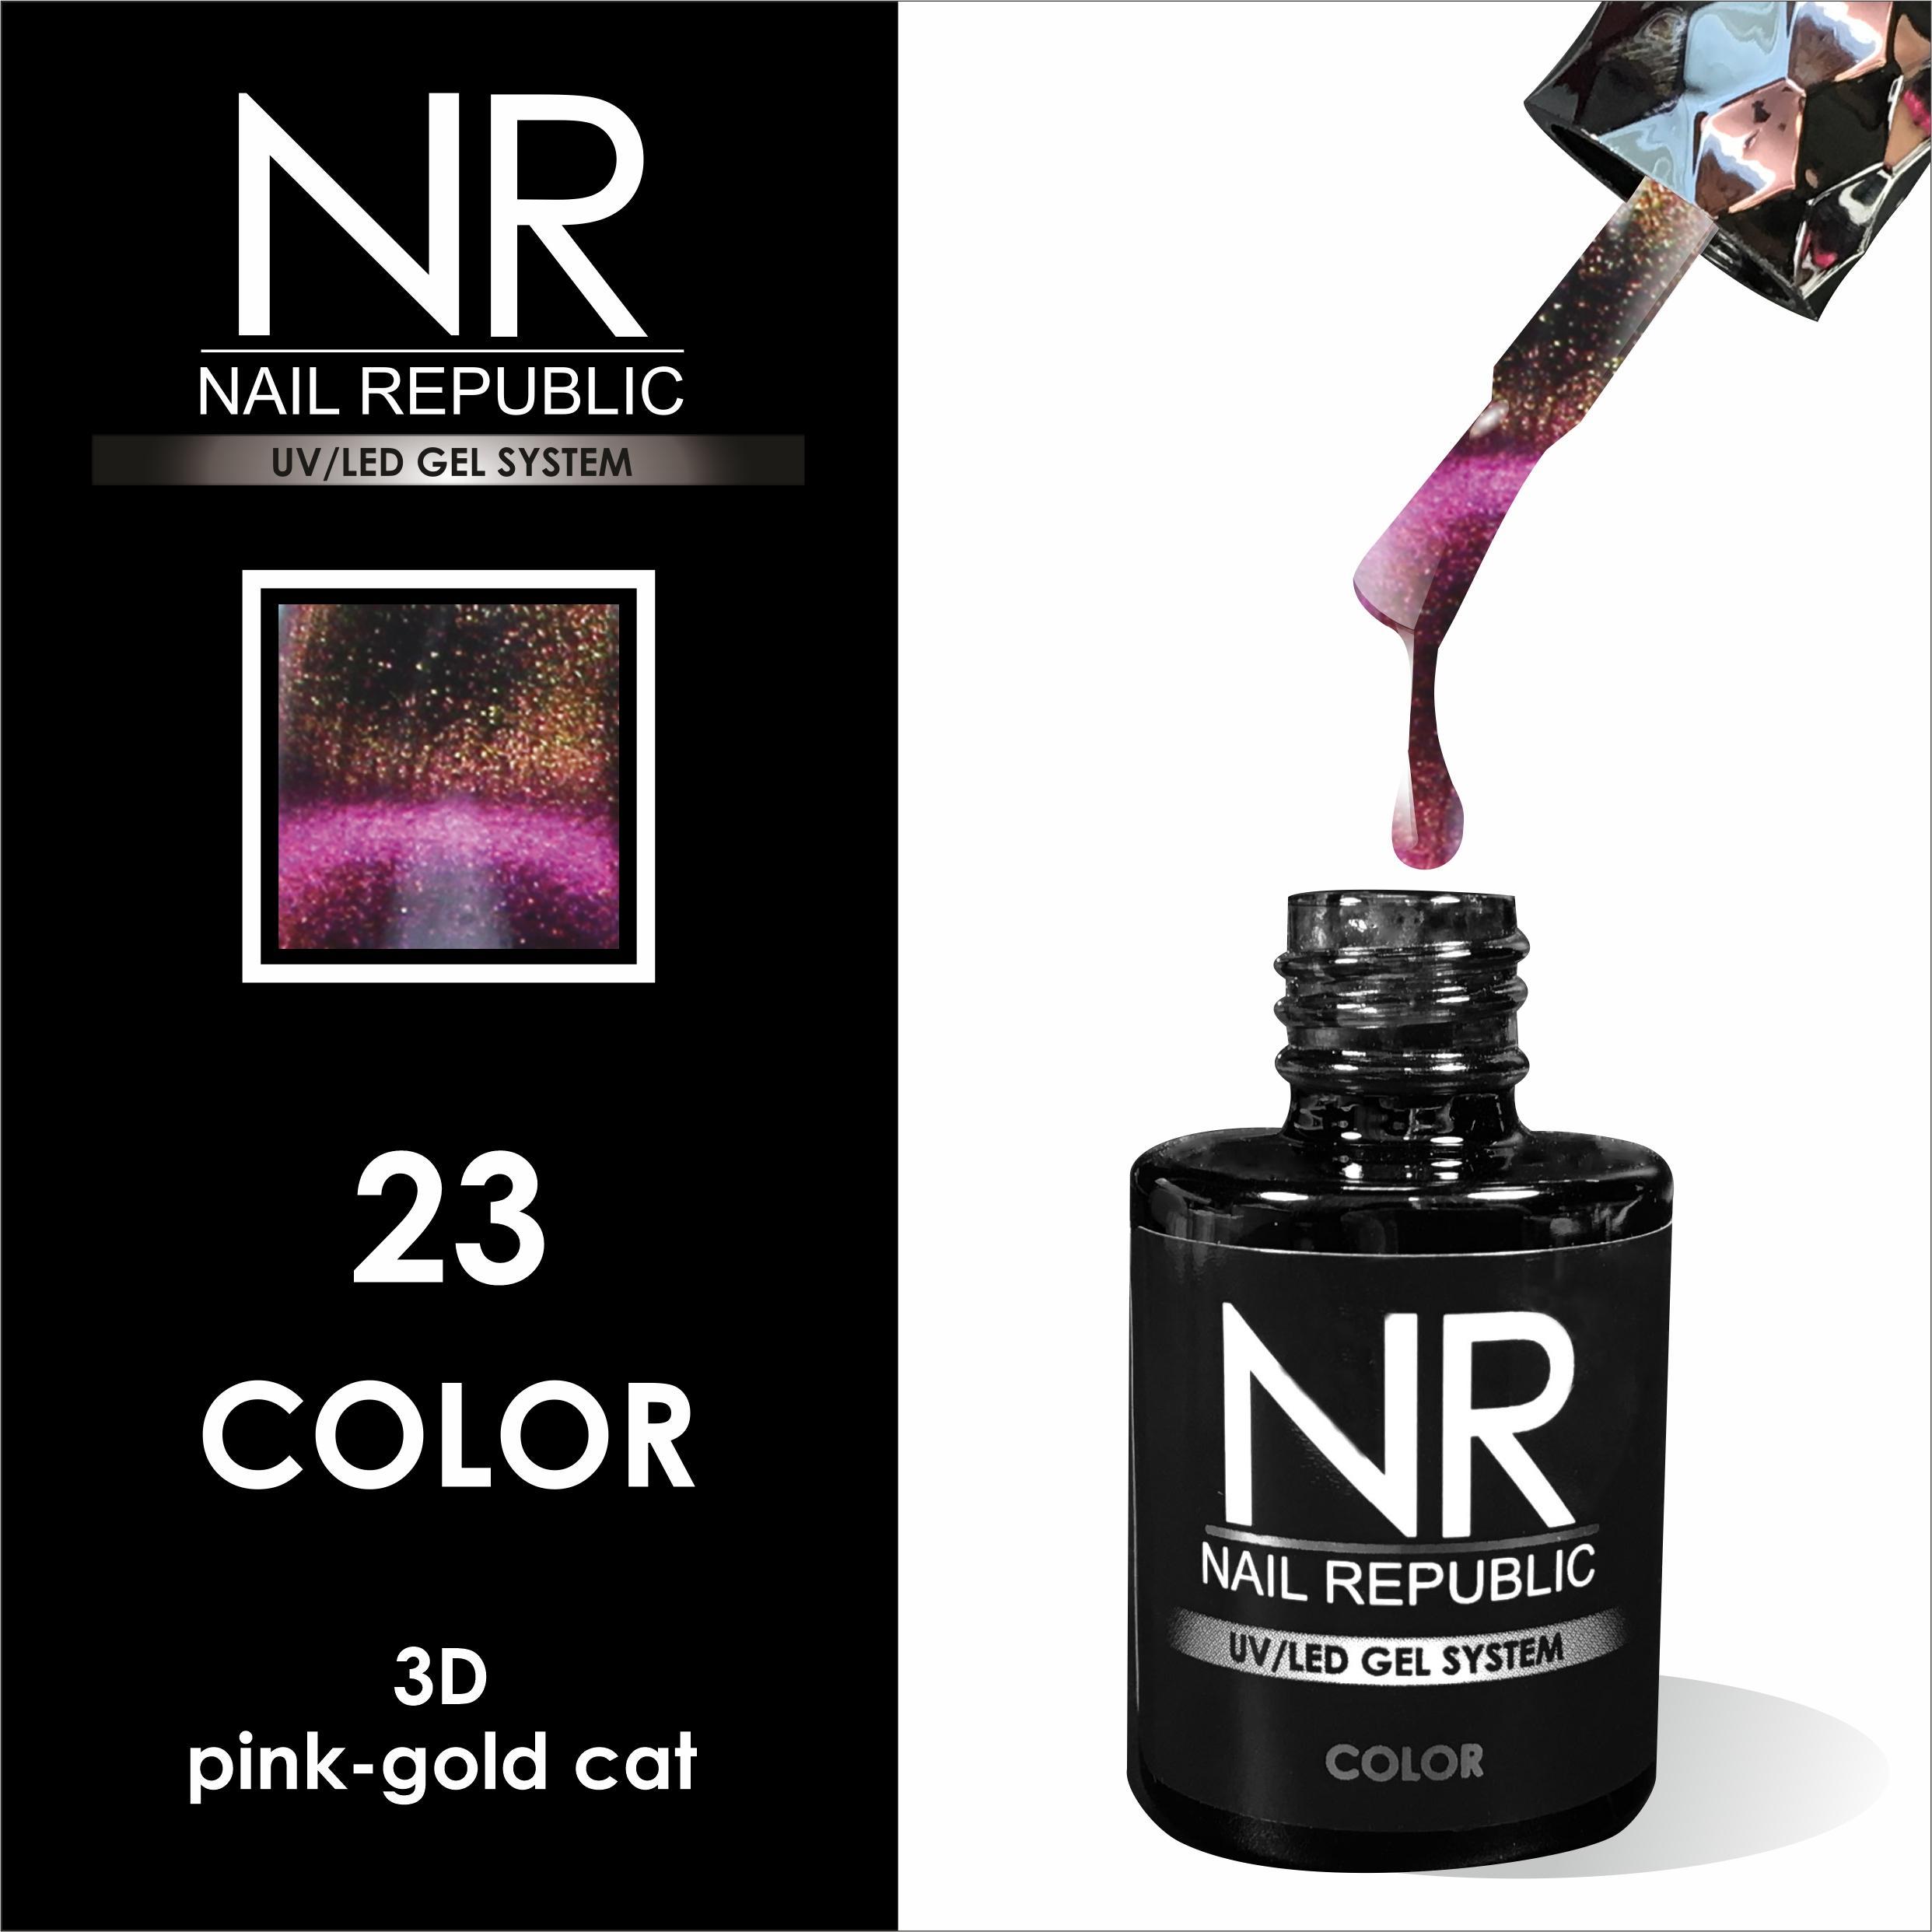 NR
NAIL REPUBLIC
UV/LED GEL SYSTEM
23
COLOR
3D
pink-gold cat
NR
NAIL REPUBLIC
UV/LED GEL SYSTEM
COLOR